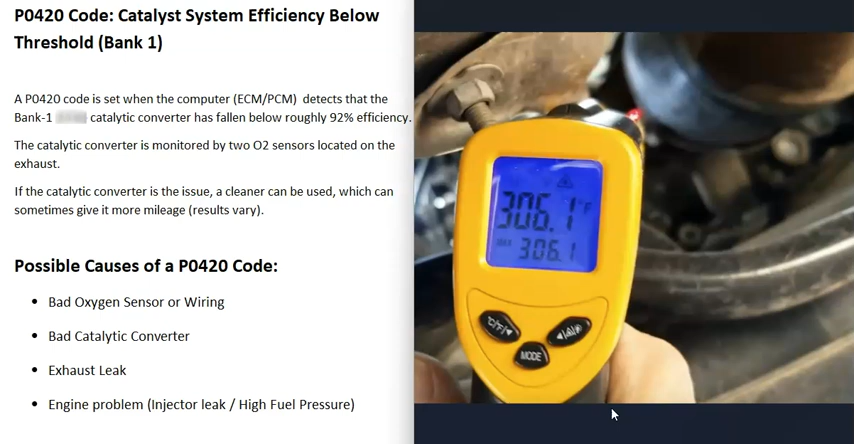 P0420 Code: Catalyst System Efficiency Below
Threshold (Bank 1)
A P0420 code is set when the computer (ECM/PCM) detects that the
Bank-1 catalytic converter has fallen below roughly 92% efficiency.
The catalytic converter is monitored by two O2 sensors located on the
exhaust.
If the catalytic converter is the issue, a cleaner can be used, which can
sometimes give it more mileage (results vary).
Possible Causes of a P0420 Code:
• Bad Oxygen Sensor or Wiring
• Bad Catalytic Converter
• Exhaust Leak
• Engine problem (Injector leak / High Fuel Pressure)
306.1°F
306.1
°C/°F/▼
MODE